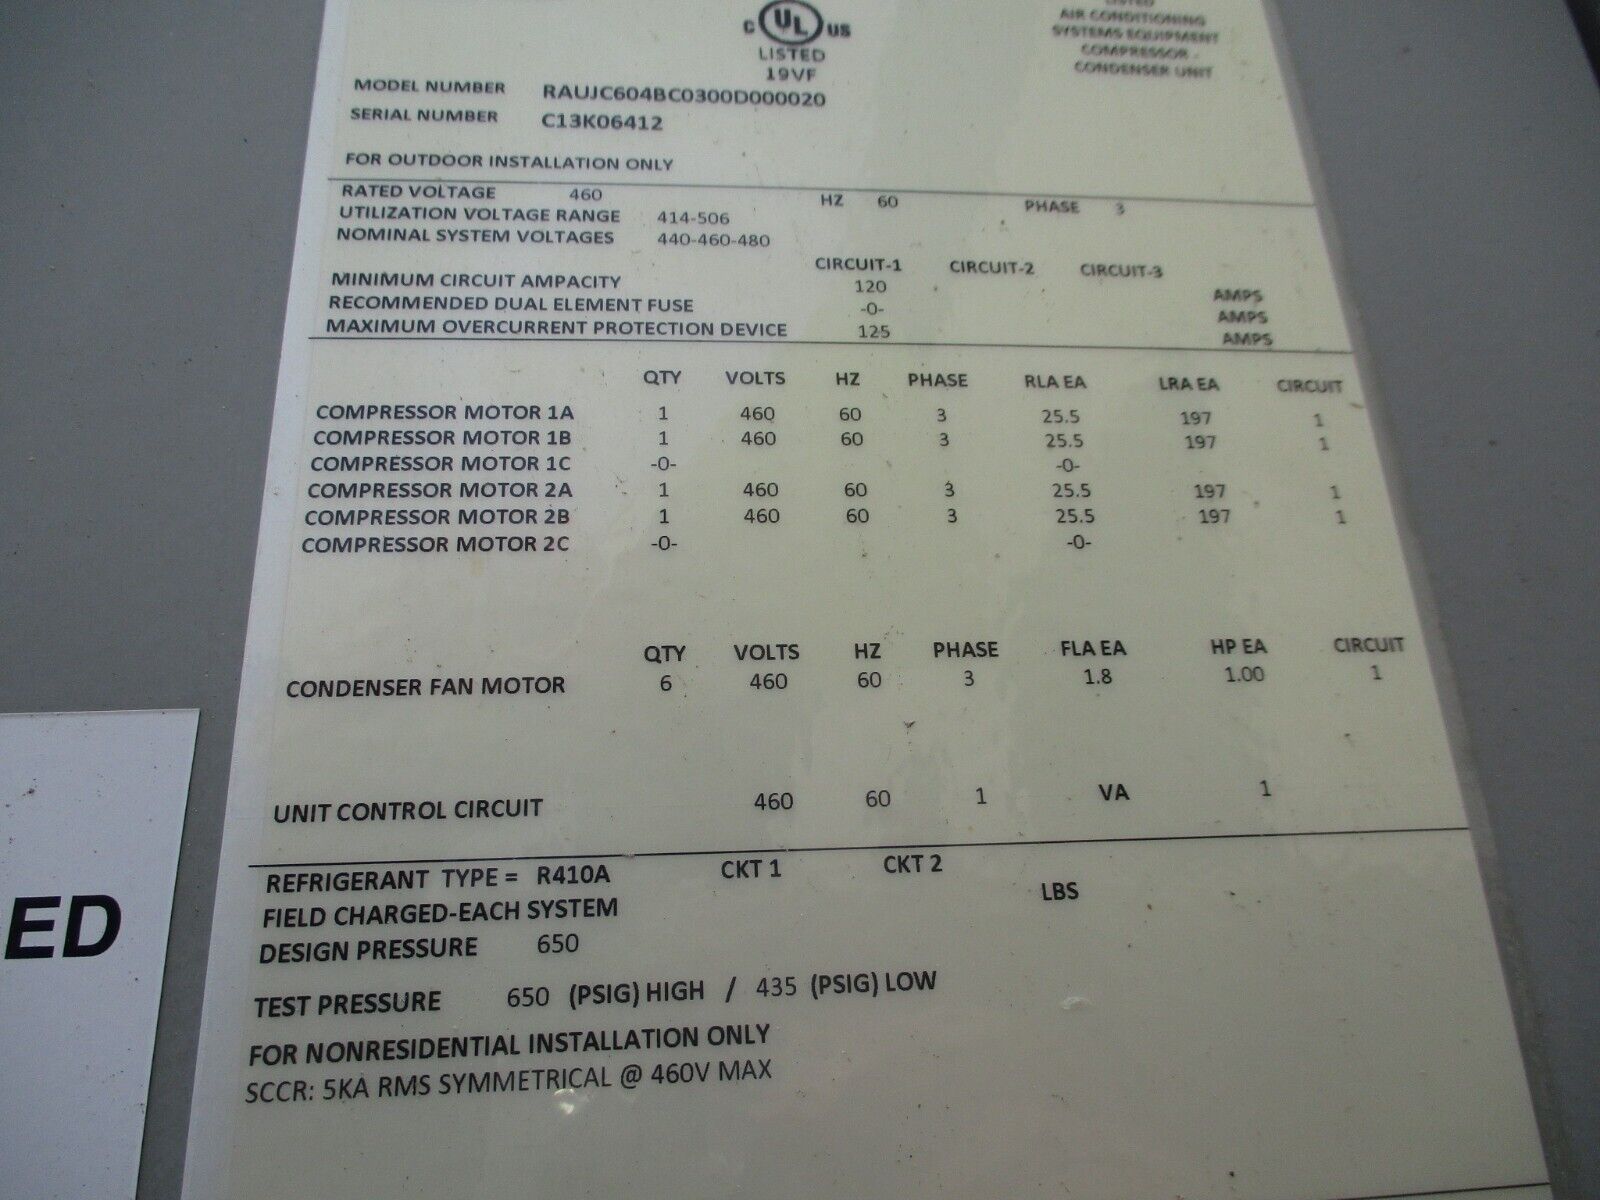 C UL US
LISTED
19VF
LISTED
AIR CONDITIONING
SYSTEMS EQUIPMENT
COMPRESSOR -
CONDENSER UNIT
MODEL NUMBER RAUJC604BC0300D000020
SERIAL NUMBER C13K06412
FOR OUTDOOR INSTALLATION ONLY
RATED VOLTAGE 460 HZ 60 PHASE 3
UTILIZATION VOLTAGE RANGE 414-506
NOMINAL SYSTEM VOLTAGES 440-460-480
CIRCUIT-1 CIRCUIT-2 CIRCUIT-3
MINIMUM CIRCUIT AMPACITY 120 AMPS
RECOMMENDED DUAL ELEMENT FUSE -0- AMPS
MAXIMUM OVERCURRENT PROTECTION DEVICE 125 AMPS
QTY VOLTS HZ PHASE RLA EA LRA EA CIRCUIT
COMPRESSOR MOTOR 1A 1 460 60 3 25.5 197 1
COMPRESSOR MOTOR 1B 1 460 60 3 25.5 197 1
COMPRESSOR MOTOR 1C -0- -0-
COMPRESSOR MOTOR 2A 1 460 60 3 25.5 197 1
COMPRESSOR MOTOR 2B 1 460 60 3 25.5 197 1
COMPRESSOR MOTOR 2C -0- -0-
QTY VOLTS HZ PHASE FLA EA HP EA CIRCUIT
CONDENSER FAN MOTOR 6 460 60 3 1.8 1.00 1
UNIT CONTROL CIRCUIT 460 60 1 VA 1
REFRIGERANT TYPE = R410A CKT 1 CKT 2
FIELD CHARGED-EACH SYSTEM LBS
DESIGN PRESSURE 650
TEST PRESSURE 650 (PSIG) HIGH / 435 (PSIG) LOW
FOR NONRESIDENTIAL INSTALLATION ONLY
SCCR: 5KA RMS SYMMETRICAL @ 460V MAX
ED